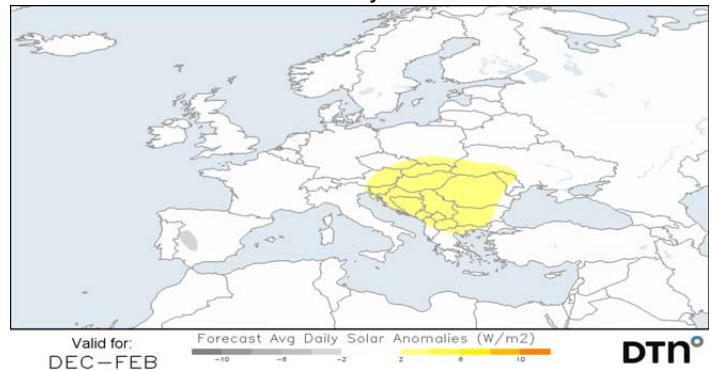 Valid for:
DEC-FEB
Forecast Avg Daily Solar Anomalies (W/m2)
-10 -6 -2 2 6 10
DTN